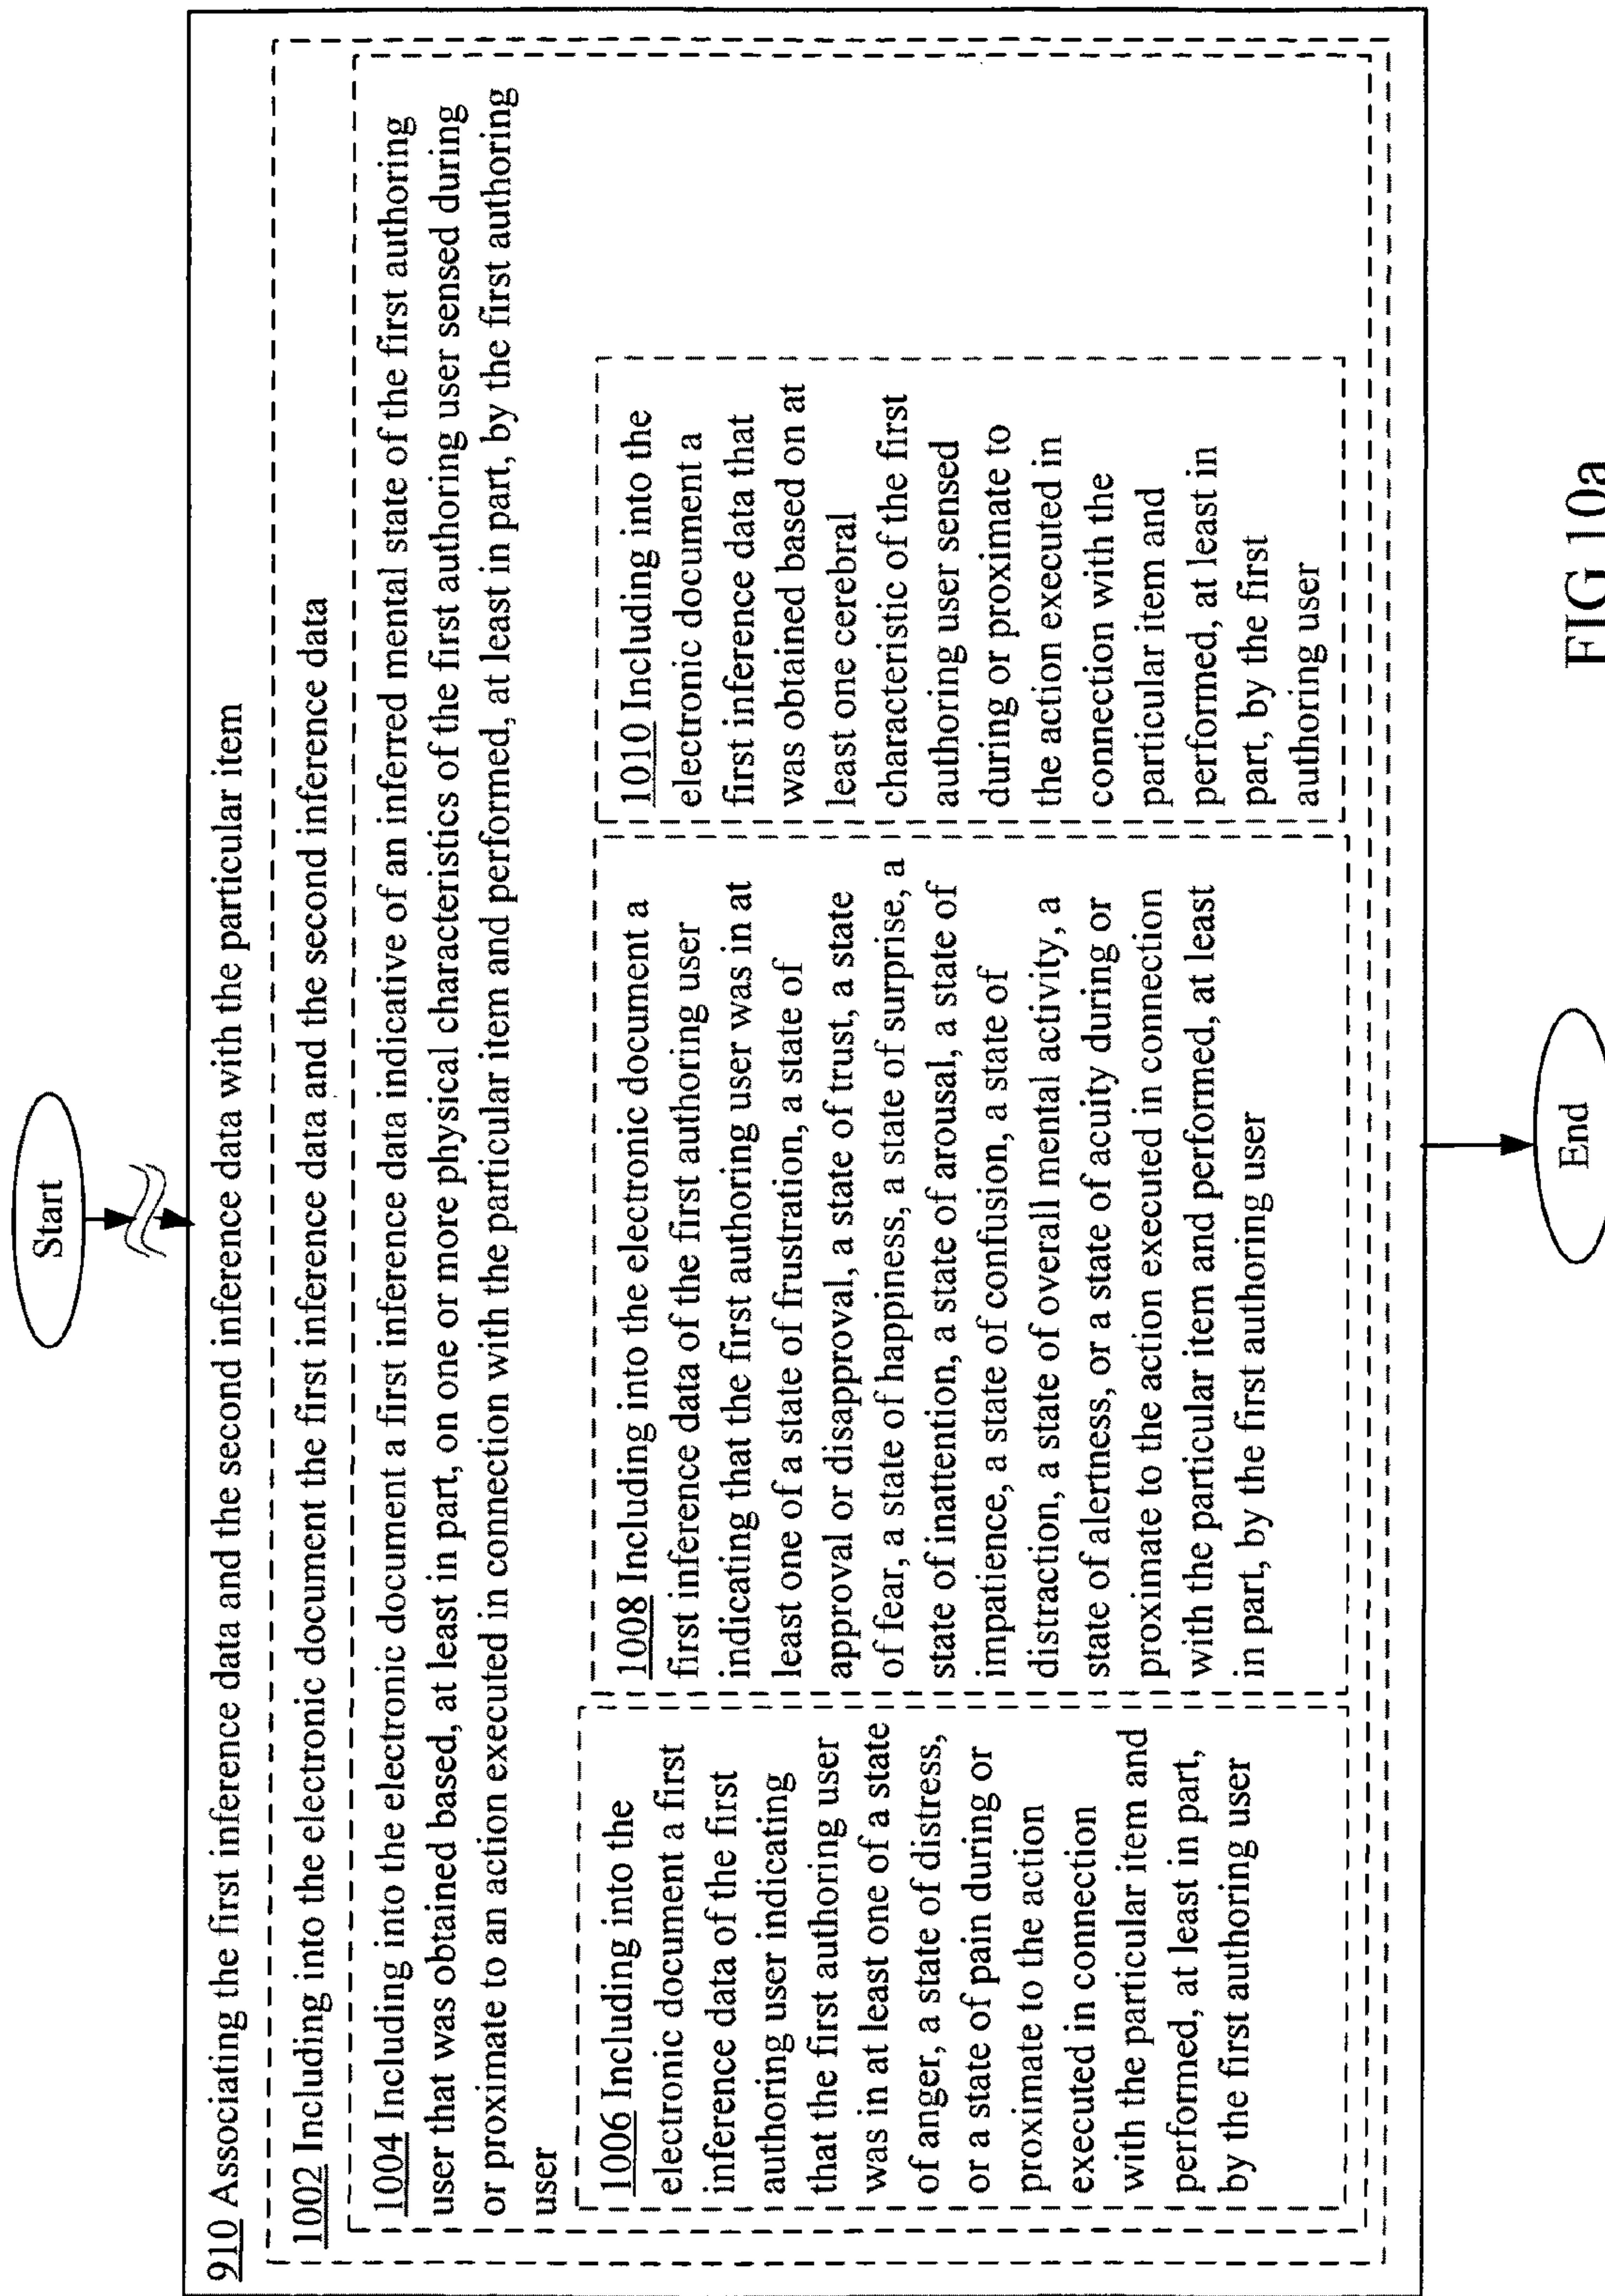 Start
910 Associating the first inference data and the second inference data with the particular item
1002 Including into the electronic document the first inference data and the second inference data
1004 Including into the electronic document a first inference data indicative of an inferred mental state of the first authoring
user that was obtained based, at least in part, on one or more physical characteristics of the first authoring user sensed during
or proximate to an action executed in connection with the particular item and performed, at least in part, by the first authoring
user
1006 Including into the
electronic document a first
inference data of the first
authoring user indicating
that the first authoring user
was in at least one of a state
of anger, a state of distress,
or a state of pain during or
proximate to the action
executed in connection
with the particular item and
performed, at least in part,
by the first authoring user
1008 Including into the electronic document a
first inference data of the first authoring user
indicating that the first authoring user was in at
least one of a state of frustration, a state of
approval or disapproval, a state of trust, a state
of fear, a state of happiness, a state of surprise, a
state of inattention, a state of arousal, a state of
impatience, a state of confusion, a state of
distraction, a state of overall mental activity, a
state of alertness, or a state of acuity during or
proximate to the action executed in connection
with the particular item and performed, at least
in part, by the first authoring user
1010 Including into the
electronic document a
first inference data that
was obtained based on at
least one cerebral
characteristic of the first
authoring user sensed
during or proximate to
the action executed in
connection with the
particular item and
performed, at least in
part, by the first
authoring user
End
FIG 10a